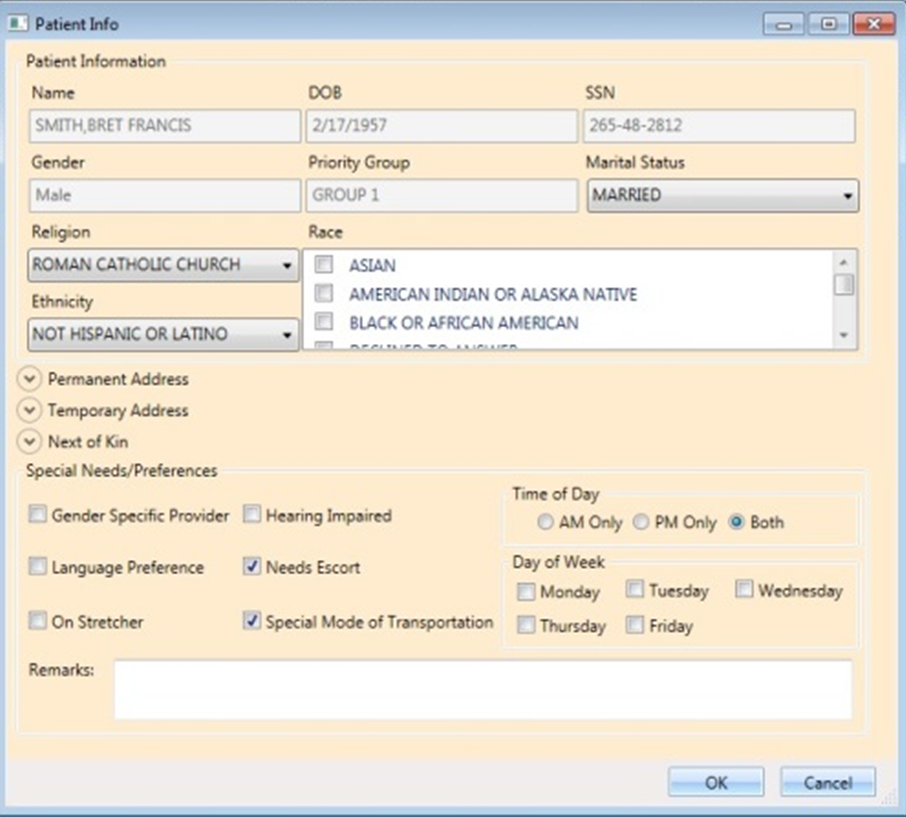 Patient Info
Patient Information
Name DOB SSN
SMITH,BRET FRANCIS 2/17/1957 265-48-2812
Gender Priority Group Marital Status
Male GROUP 1 MARRIED
Religion Race
ROMAN CATHOLIC CHURCH
ASIAN
AMERICAN INDIAN OR ALASKA NATIVE
Ethnicity
NOT HISPANIC OR LATINO
BLACK OR AFRICAN AMERICAN
DECLINED TO ANSWER
Permanent Address
Temporary Address
Next of Kin
Special Needs/Preferences
Gender Specific Provider Hearing Impaired
Language Preference Needs Escort
On Stretcher Special Mode of Transportation
Time of Day
AM Only PM Only Both
Day of Week
Monday Tuesday Wednesday
Thursday Friday
Remarks:
OK Cancel